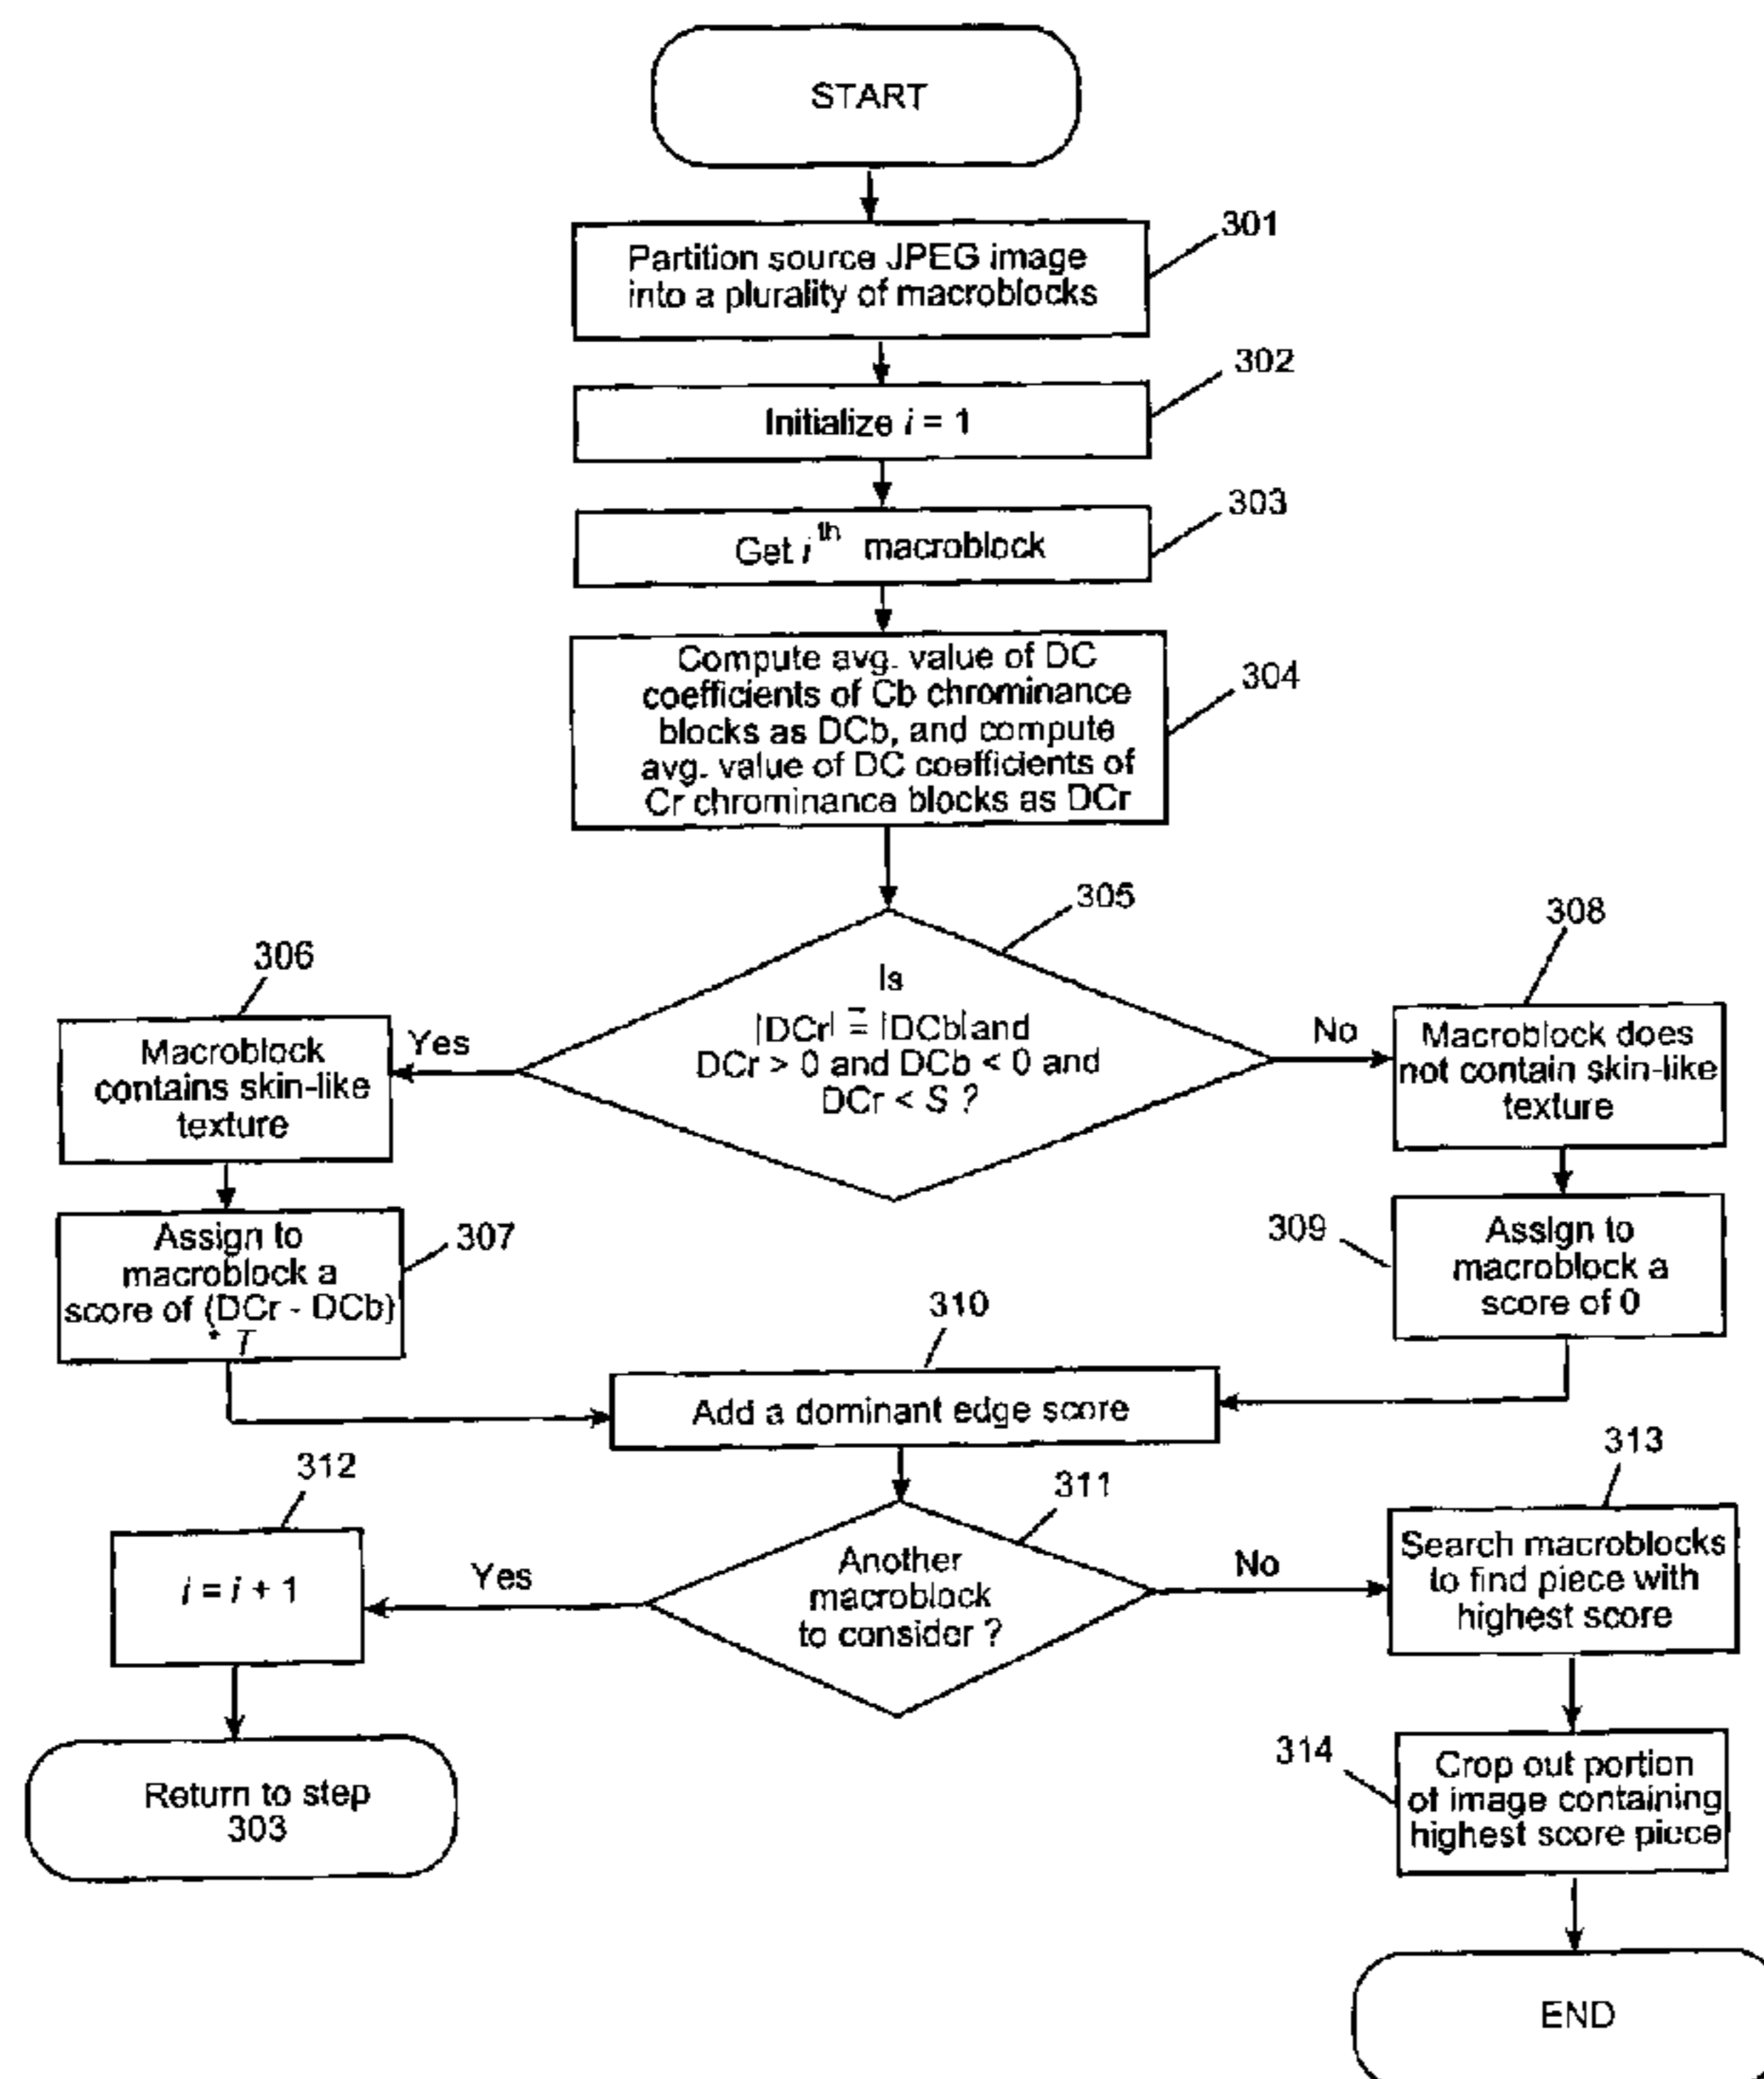 START
301
Partition source JPEG image
into a plurality of macroblocks
302
Initialize i = 1
303
Get i th macroblock
304
Compute avg. value of DC
coefficients of Cb chrominance
blocks as DCb, and compute
avg. value of DC coefficients of
Cr chrominance blocks as DCr
305
Is
|DCr| ≅ |DCb| and
DCr > 0 and DCb < 0 and
DCr < S ?
Yes
No
306
Macroblock
contains skin-like
texture
308
Macroblock does
not contain skin-like
texture
307
Assign to
macroblock a
score of (DCr - DCb)
* T
309
Assign to
macroblock a
score of 0
310
Add a dominant edge score
311
Another
macroblock
to consider ?
Yes
No
312
i = i + 1
Return to step
303
313
Search macroblocks
to find piece with
highest score
314
Crop out portion
of image containing
highest score piece
END